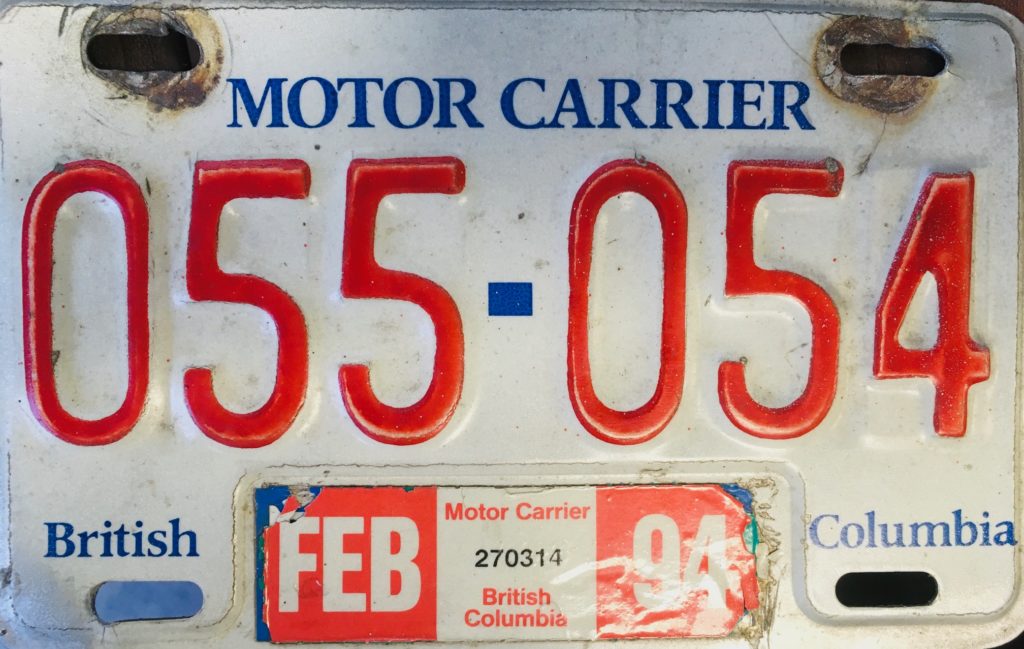 MOTOR CARRIER
055-054
British Columbia
FEB 94
Motor Carrier
270314
British
Columbia